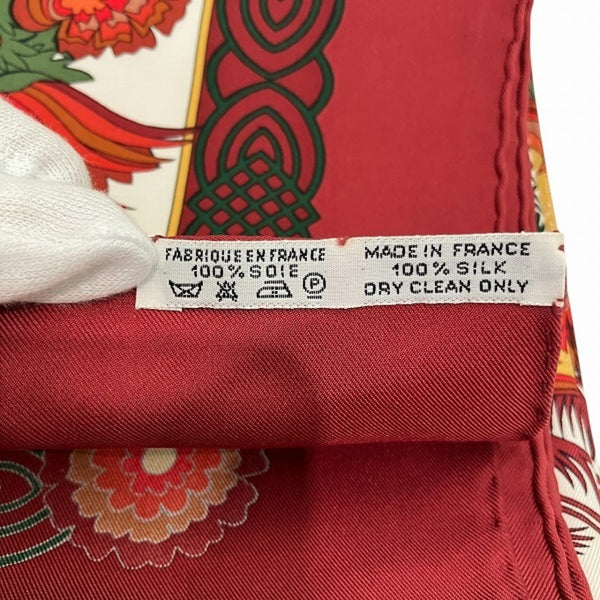 FABRIQUE EN FRANCE
100% SOIE
P
MADE IN FRANCE
100% SILK
DRY CLEAN ONLY